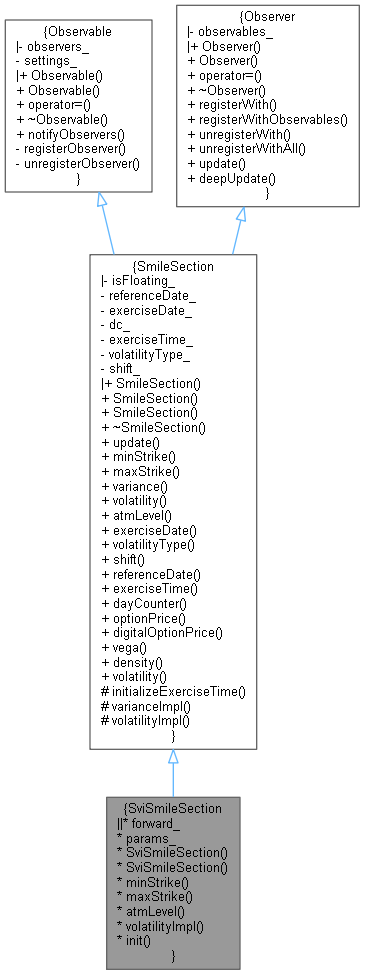 {Observable
|- observers_
- settings_
|+ Observable()
+ Observable()
+ operator=()
+ ~Observable()
+ notifyObservers()
- registerObserver()
- unregisterObserver()
}
{Observer
|- observables_
|+ Observer()
+ Observer()
+ operator=()
+ ~Observer()
+ registerWith()
+ registerWithObservables()
+ unregisterWith()
+ unregisterWithAll()
+ update()
+ deepUpdate()
}
{SmileSection
|- isFloating_
- referenceDate_
- exerciseDate_
- dc_
- exerciseTime_
- volatilityType_
- shift_
|+ SmileSection()
+ SmileSection()
+ SmileSection()
+ ~SmileSection()
+ update()
+ minStrike()
+ maxStrike()
+ variance()
+ volatility()
+ atmLevel()
+ exerciseDate()
+ volatilityType()
+ shift()
+ referenceDate()
+ exerciseTime()
+ dayCounter()
+ optionPrice()
+ digitalOptionPrice()
+ vega()
+ density()
+ volatility()
# initializeExerciseTime()
# varianceImpl()
# volatilityImpl()
}
{SviSmileSection
||* forward_
* params_
* SviSmileSection()
* SviSmileSection()
* minStrike()
* maxStrike()
* atmLevel()
* volatilityImpl()
* init()
}